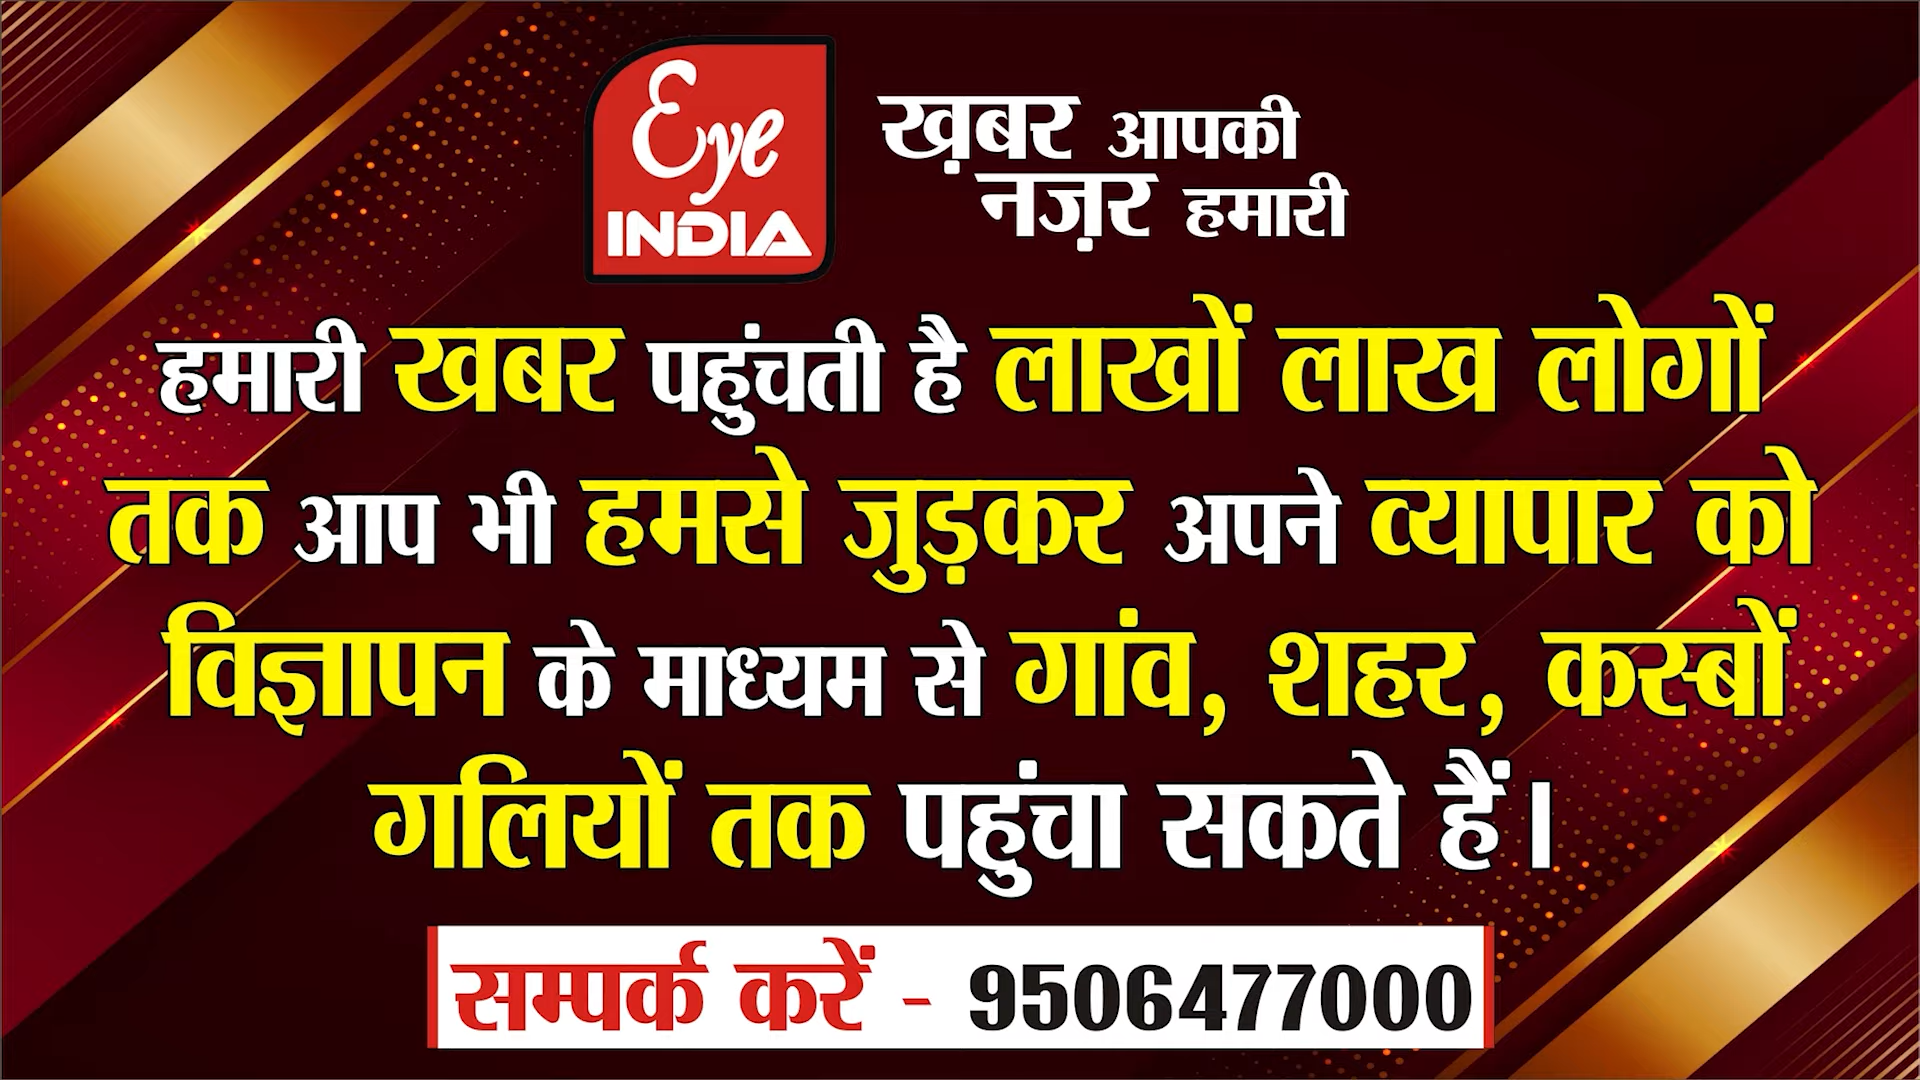 Eye
INDIA
ख़बर आपकी
नज़र हमारी
हमारी खबर पहुंचती है लाखों लाख लोगों
तक आप भी हमसे जुड़कर अपने व्यापार को
विज्ञापन के माध्यम से गांव, शहर, कस्बों
गलियों तक पहुंचा सकते हैं।
सम्पर्क करें - 9506477000